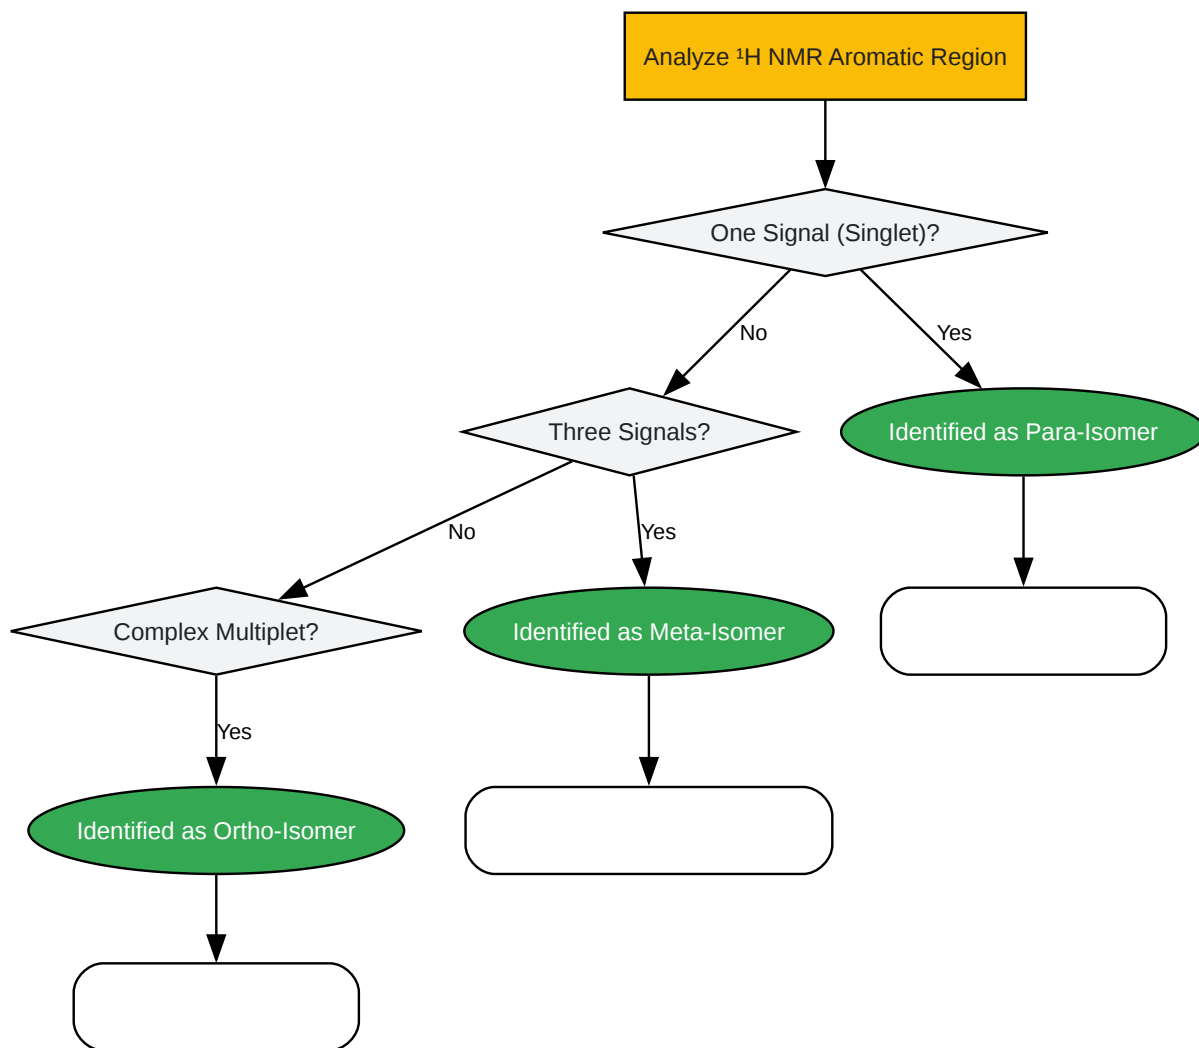 Analyze ¹H NMR Aromatic Region
One Signal (Singlet)?
No
Yes
Three Signals?
Identified as Para-Isomer
No
Yes
Complex Multiplet?
Identified as Meta-Isomer
Yes
Identified as Ortho-Isomer